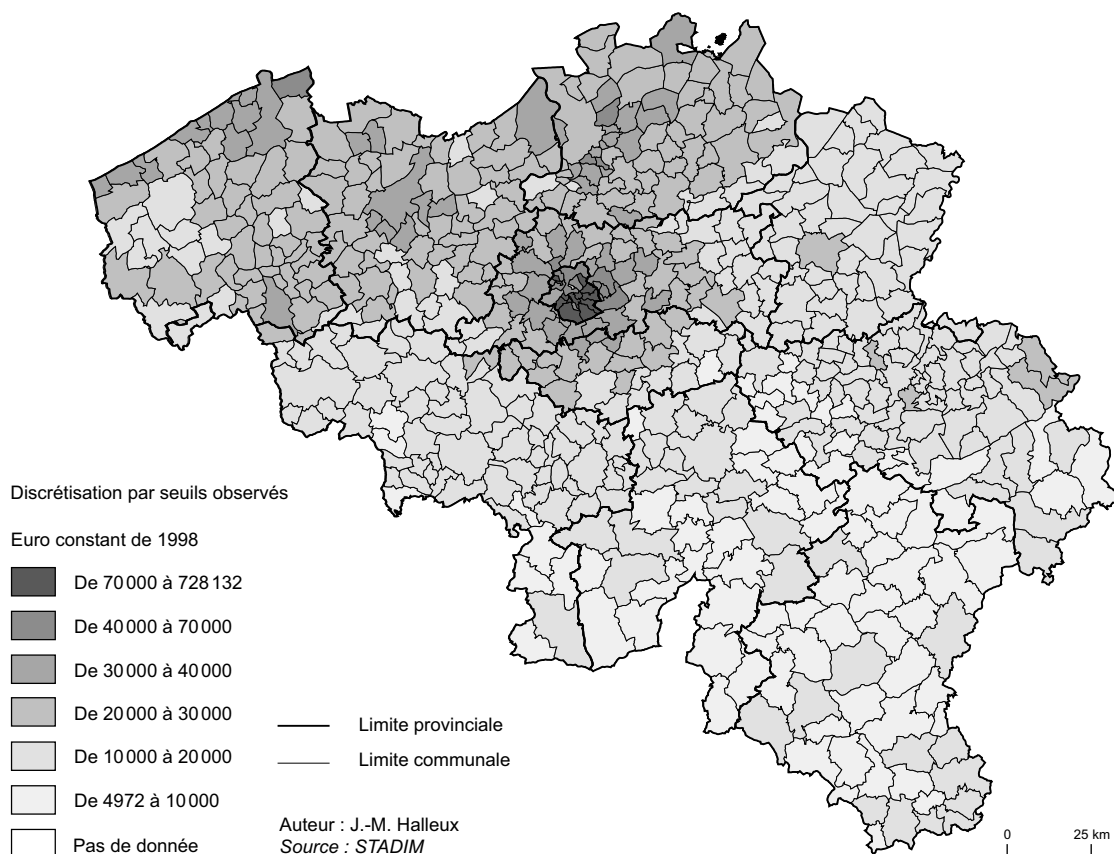 Discrétisation par seuils observés
Euro constant de 1998
De 70 000 à 728 132
De 40 000 à 70 000
De 30 000 à 40 000
De 20 000 à 30 000
De 10 000 à 20 000
De 4972 à 10 000
Pas de donnée
Limite provinciale
Limite communale
Auteur : J.-M. Halleux
Source : STADIM
0 25 km